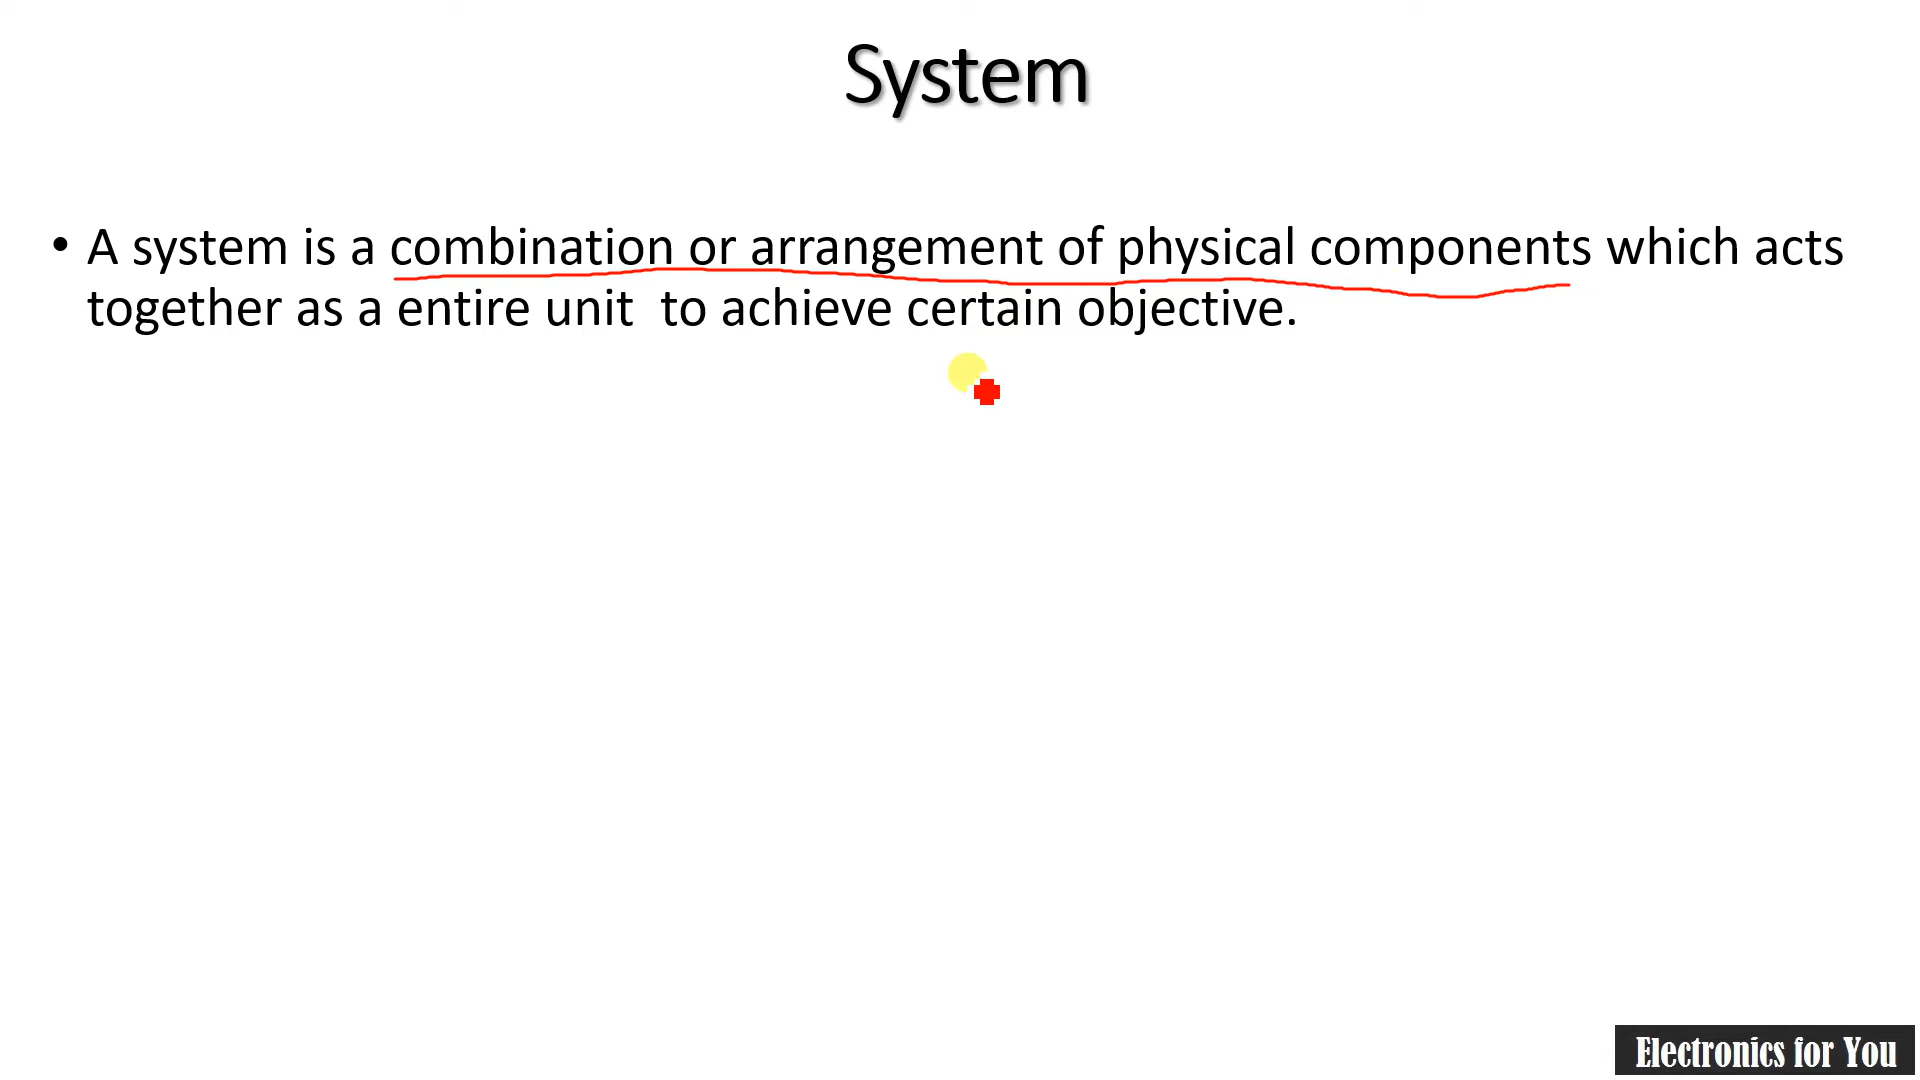 System
• A system is a combination or arrangement of physical components which acts
together as a entire unit  to achieve certain objective.
Electronics for You